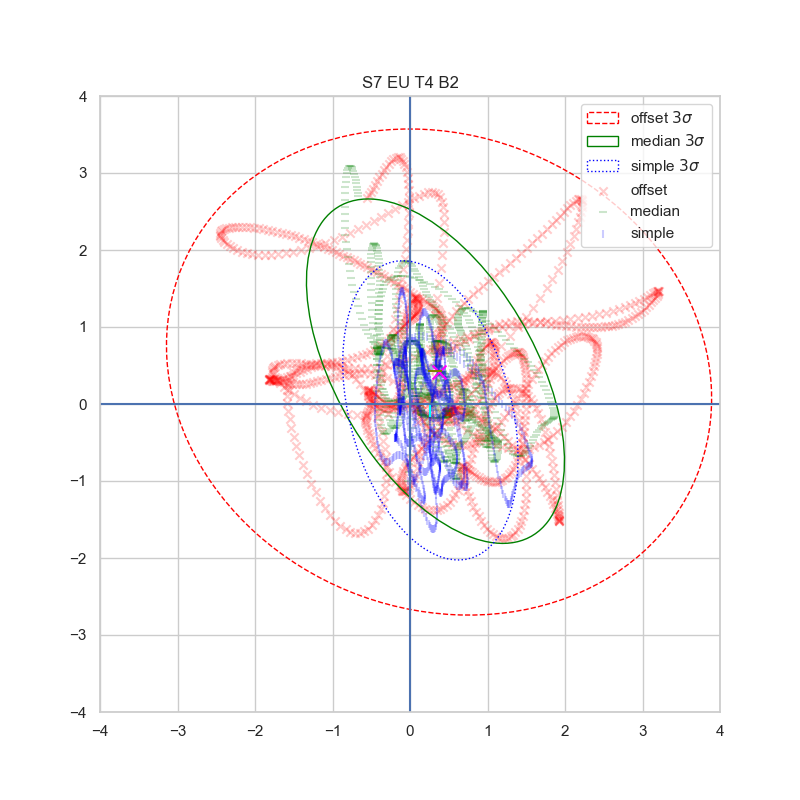 S7 EU T4 B2
offset 3σ
median 3σ
simple 3σ
offset
median
simple
4
3
2
1
0
−1
−2
−3
−4
−4 −3 −2 −1 0 1 2 3 4